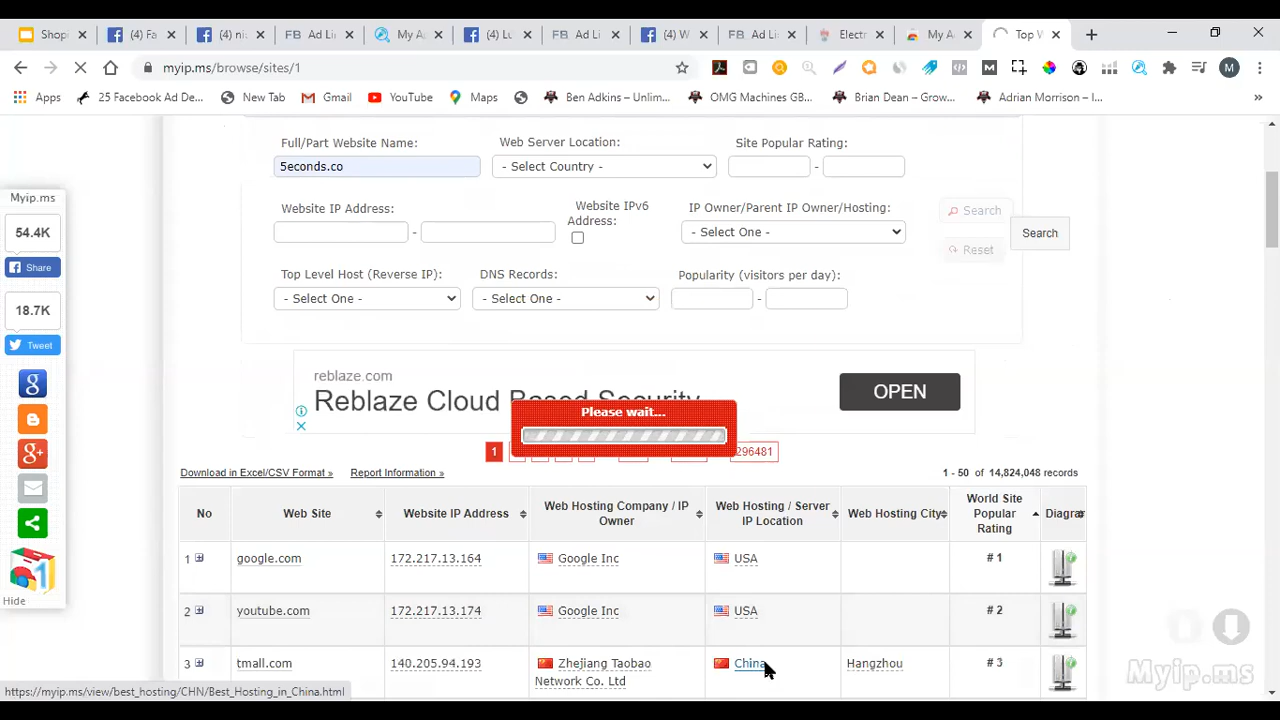 Shop
(4) Fa
(4) ni
Ad Li
My A
(4) Lu
Ad Li
(4) W
Ad Li
Electr
My A
Top W
myip.ms/browse/sites/1
M
Apps
25 Facebook Ad De...
New Tab
Gmail
YouTube
Maps
Ben Adkins – Unlim...
OMG Machines GB...
Brian Dean – Grow...
Adrian Morrison – I...
»
Full/Part Website Name:
Web Server Location:
Site Popular Rating:
5econds.co
- Select Country -
-
Website IP Address:
Website IPv6
Address:
IP Owner/Parent IP Owner/Hosting:
-
- Select One -
Search
Search
Reset
Top Level Host (Reverse IP):
DNS Records:
Popularity (visitors per day):
- Select One -
- Select One -
-
Myip.ms
54.4K
Share
18.7K
Tweet
Hide
reblaze.com
Reblaze Cloud Based Security
OPEN
Please wait...
1
296481
Download in Excel/CSV Format »
Report Information »
1 - 50 of 14,824,048 records
No
Web Site
Website IP Address
Web Hosting Company / IP
Owner
Web Hosting / Server
IP Location
Web Hosting City
World Site
Popular
Rating
Diagra
1
google.com
172.217.13.164
Google Inc
USA
# 1
2
youtube.com
172.217.13.174
Google Inc
USA
# 2
3
tmall.com
140.205.94.193
Zhejiang Taobao
Network Co. Ltd
China
Hangzhou
# 3
https://myip.ms/view/best_hosting/CHN/Best_Hosting_in_China.html
Myip.ms